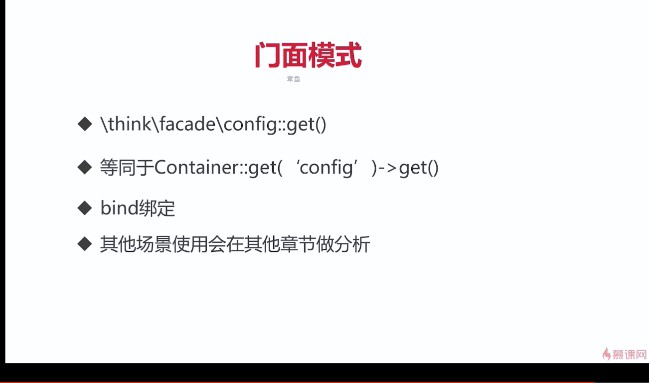 门面模式
章鱼
◆ \think\facade\config::get()
◆ 等同于Container::get(‘config’)->get()
◆ bind绑定
◆ 其他场景使用会在其他章节做分析
慕课网